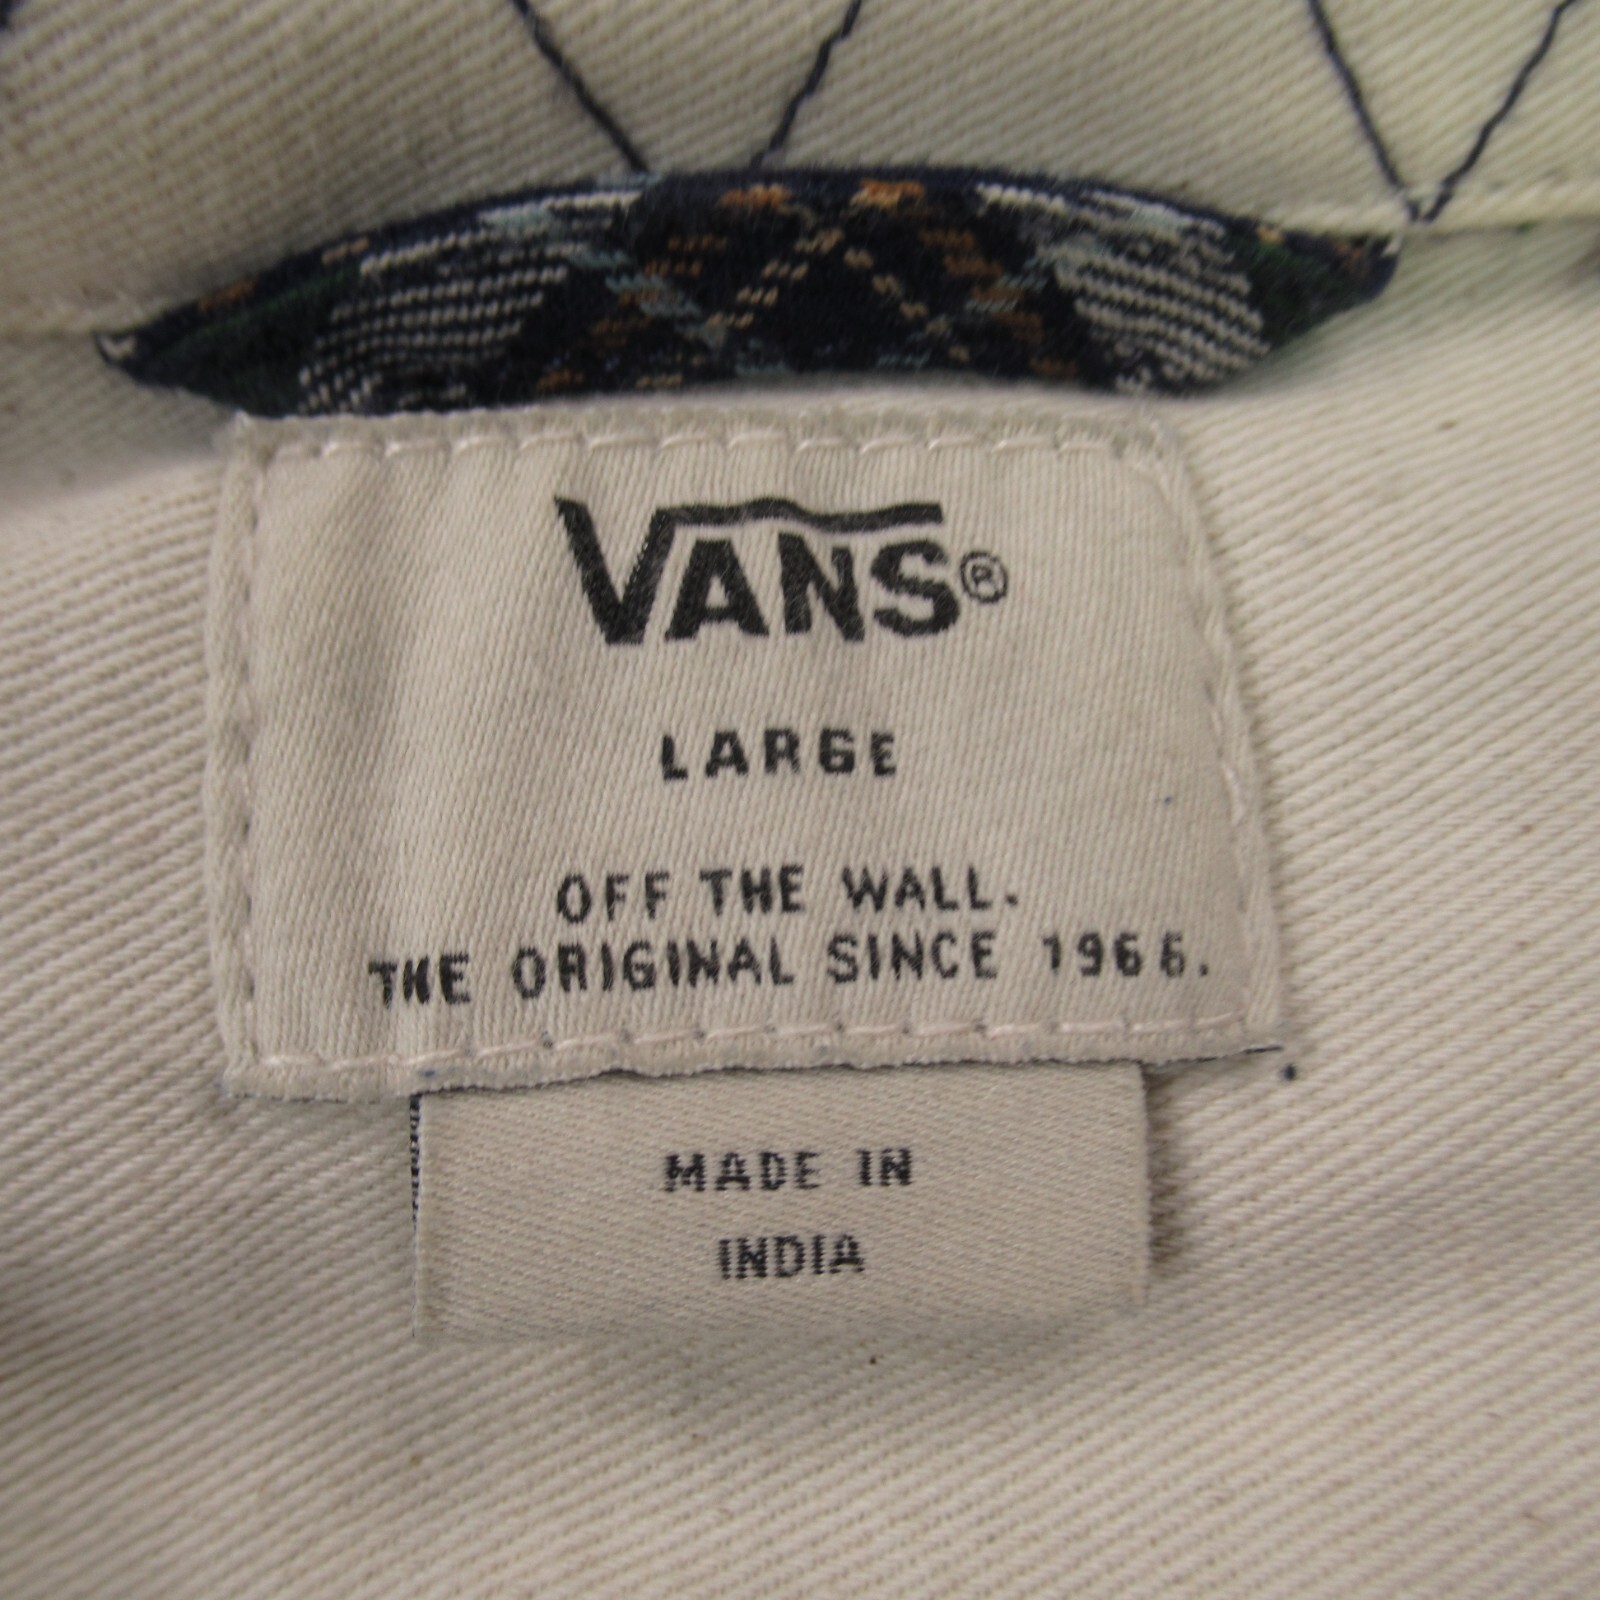 VANS®
LARGE
OFF THE WALL.
THE ORIGINAL SINCE 1966.
MADE IN
INDIA